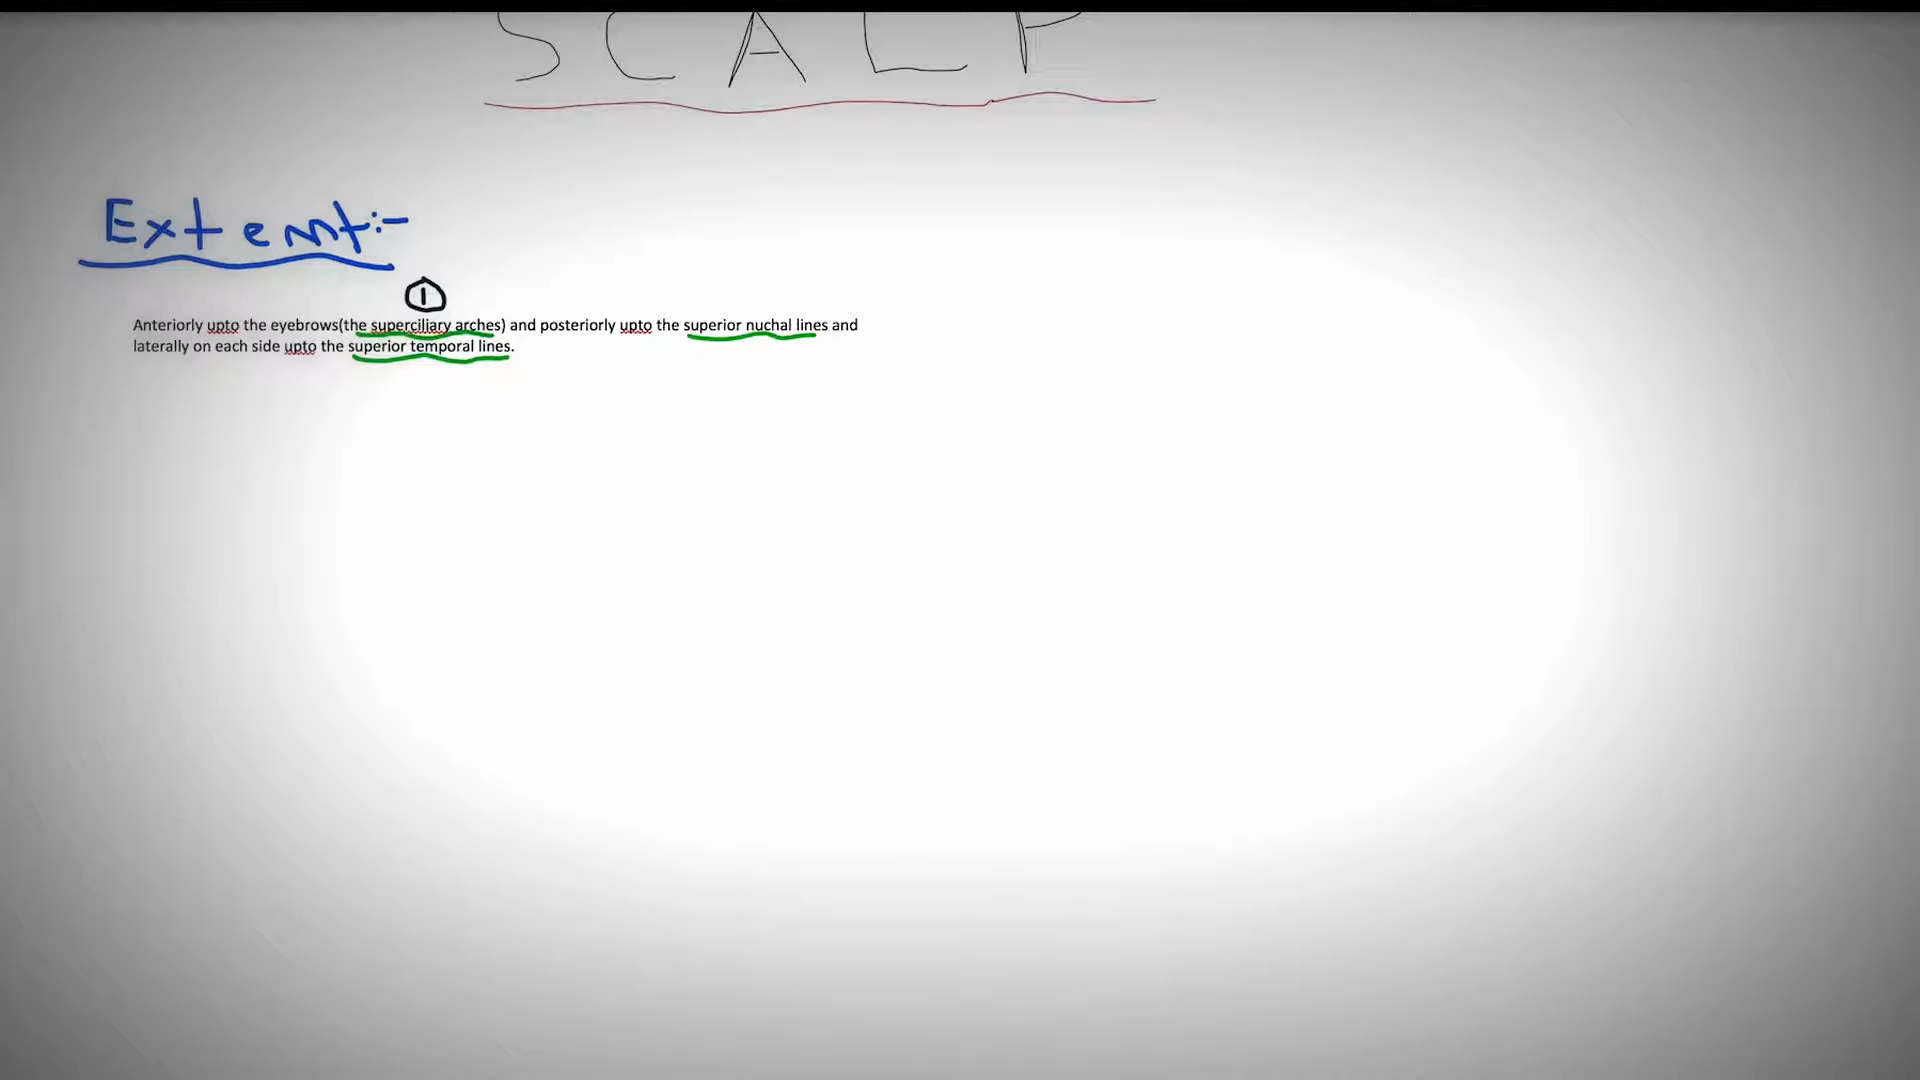 SCALP
Extent:-
1
Anteriorly upto the eyebrows(the superciliary arches) and posteriorly upto the superior nuchal lines and
laterally on each side upto the superior temporal lines.